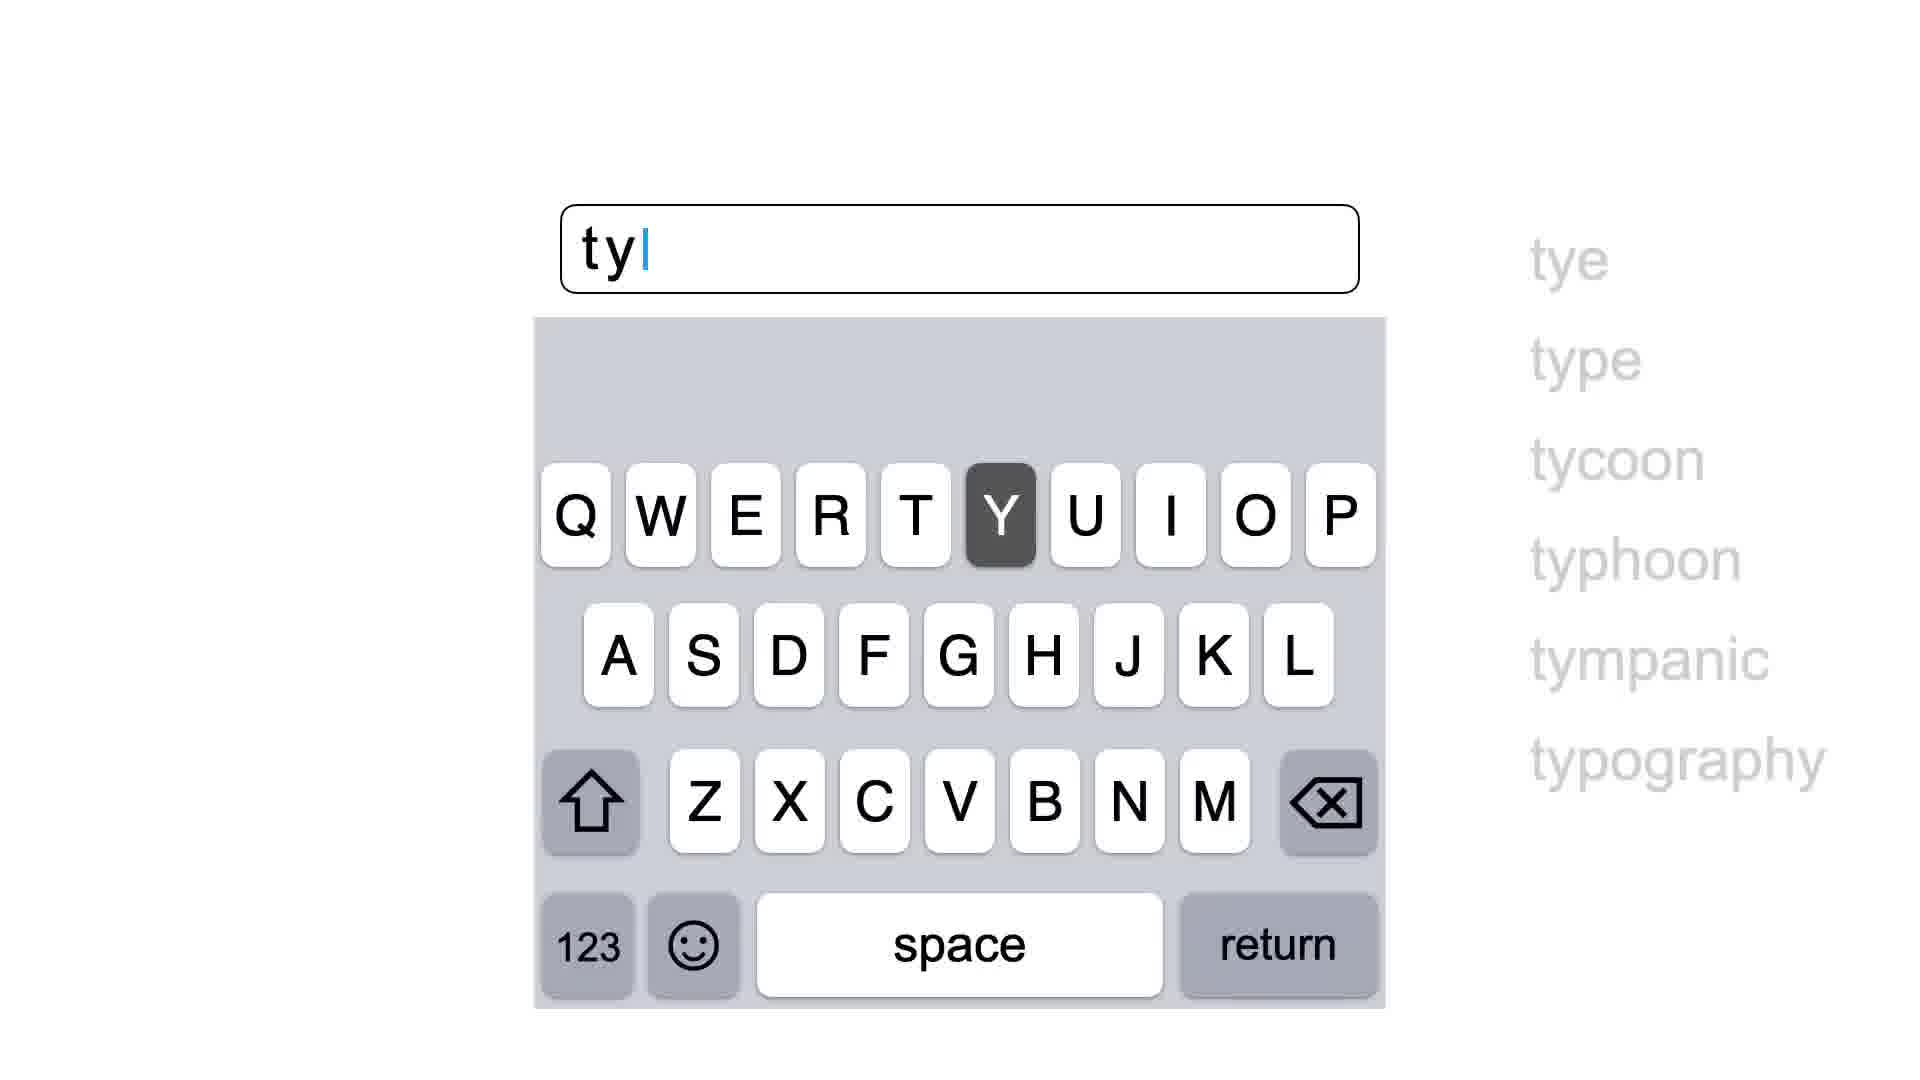 ty
tye
type
tycoon
typhoon
tympanic
typography
Q W E R T Y U I O P
A S D F G H J K L
Z X C V B N M
123 space return